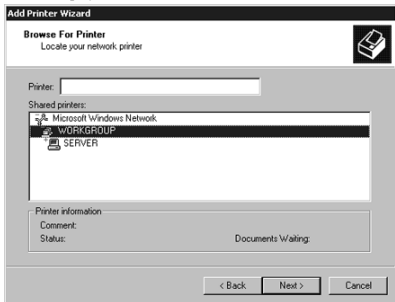 Add Printer Wizard
Browse For Printer
Locate your network printer
Printer:
Shared printers:
Microsoft Windows Network
WORKGROUP
SERVER
Printer information
Comment:
Status: Documents Waiting:
< Back Next > Cancel